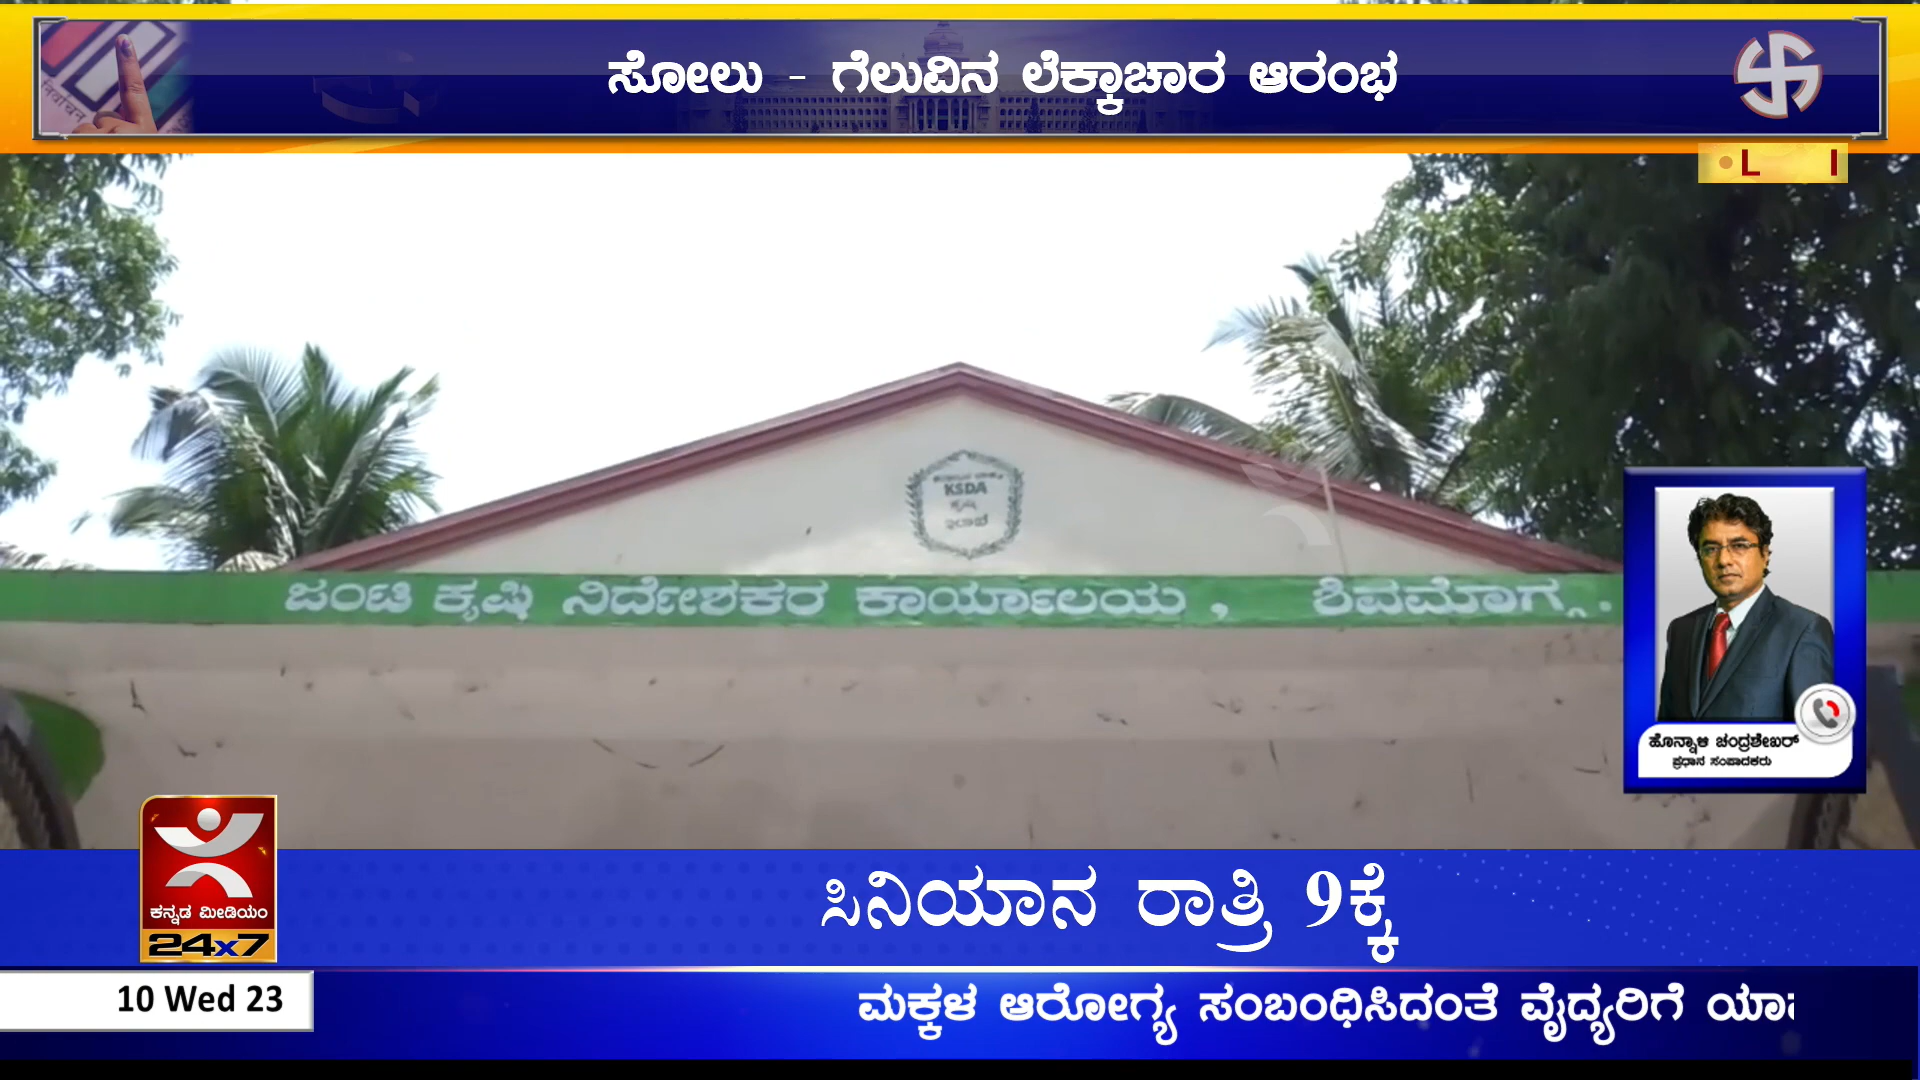 ಸೋಲು - ಗೆಲುವಿನ ಲೆಕ್ಕಾಚಾರ ಆರಂಭ
निर्वाचन
L I
KSDA
ಕೃಷಿ
ಜಂಟಿ ಕೃಷಿ ನಿರ್ದೇಶಕರ ಕಾರ್ಯಾಲಯ, ಶಿವಮೊಗ್ಗ.
ಹೊನ್ನಾಳಿ ಚಂದ್ರಶೇಖರ್
ಪ್ರಧಾನ ಸಂಪಾದಕರು
ಕನ್ನಡ ಮೀಡಿಯಂ
24x7
ಸಿನಿಯಾನ ರಾತ್ರಿ 9ಕ್ಕೆ
10 Wed 23
ಮಕ್ಕಳ ಆರೋಗ್ಯ ಸಂಬಂಧಿಸಿದಂತೆ ವೈದ್ಯರಿಗೆ